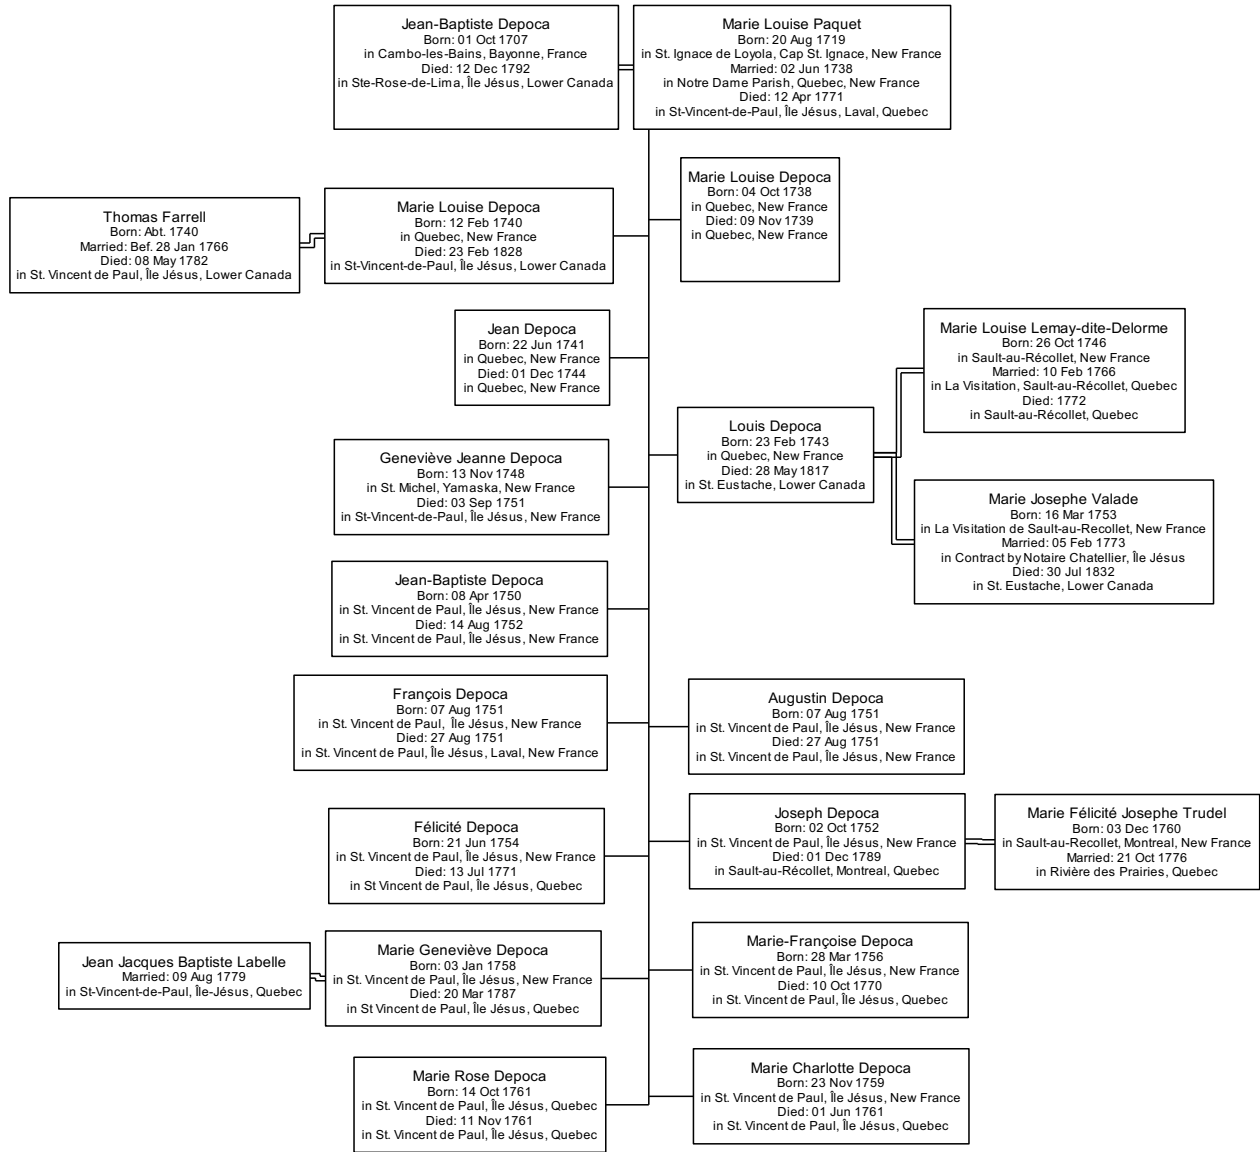 Jean-Baptiste Depoca
Born: 01 Oct 1707
in Cambo-les-Bains, Bayonne, France
Died: 12 Dec 1792
in Ste-Rose-de-Lima, Île Jésus, Lower Canada
Marie Louise Paquet
Born: 20 Aug 1719
in St. Ignace de Loyola, Cap St. Ignace, New France
Married: 02 Jun 1738
in Notre Dame Parish, Quebec, New France
Died: 12 Apr 1771
in St-Vincent-de-Paul, Île Jésus, Laval, Quebec
Marie Louise Depoca
Born: 04 Oct 1738
in Quebec, New France
Died: 09 Nov 1739
in Quebec, New France
Thomas Farrell
Born: Abt. 1740
Married: Bef. 28 Jan 1766
Died: 08 May 1782
in St. Vincent de Paul, Île Jésus, Lower Canada
Marie Louise Depoca
Born: 12 Feb 1740
in Quebec, New France
Died: 23 Feb 1828
in St-Vincent-de-Paul, Île Jésus, Lower Canada
Jean Depoca
Born: 22 Jun 1741
in Quebec, New France
Died: 01 Dec 1744
in Quebec, New France
Marie Louise Lemay-dite-Delorme
Born: 26 Oct 1746
in Sault-au-Récollet, New France
Married: 10 Feb 1766
in La Visitation, Sault-au-Récollet, Quebec
Died: 1772
in Sault-au-Récollet, Quebec
Louis Depoca
Born: 23 Feb 1743
in Quebec, New France
Died: 28 May 1817
in St. Eustache, Lower Canada
Geneviève Jeanne Depoca
Born: 13 Nov 1748
in St. Michel, Yamaska, New France
Died: 03 Sep 1751
in St-Vincent-de-Paul, Île Jésus, New France
Marie Josephe Valade
Born: 16 Mar 1753
in La Visitation de Sault-au-Recollet, New France
Married: 05 Feb 1773
in Contract by Notaire Chatellier, Île Jésus
Died: 30 Jul 1832
in St. Eustache, Lower Canada
Jean-Baptiste Depoca
Born: 08 Apr 1750
in St. Vincent de Paul, Île Jésus, New France
Died: 14 Aug 1752
in St. Vincent de Paul, Île Jésus, New France
François Depoca
Born: 07 Aug 1751
in St. Vincent de Paul, Île Jésus, New France
Died: 27 Aug 1751
in St. Vincent de Paul, Île Jésus, Laval, New France
Augustin Depoca
Born: 07 Aug 1751
in St. Vincent de Paul, Île Jésus, New France
Died: 27 Aug 1751
in St. Vincent de Paul, Île Jésus, New France
Félicité Depoca
Born: 21 Jun 1754
in St. Vincent de Paul, Île Jésus, New France
Died: 13 Jul 1771
in St Vincent de Paul, Île Jésus, Quebec
Joseph Depoca
Born: 02 Oct 1752
in St. Vincent de Paul, Île Jésus, New France
Died: 01 Dec 1789
in Sault-au-Récollet, Montreal, Quebec
Marie Félicité Josephe Trudel
Born: 03 Dec 1760
in Sault-au-Recollet, Montreal, New France
Married: 21 Oct 1776
in Rivière des Prairies, Quebec
Jean Jacques Baptiste Labelle
Married: 09 Aug 1779
in St-Vincent-de-Paul, Île-Jésus, Quebec
Marie Geneviève Depoca
Born: 03 Jan 1758
in St. Vincent de Paul, Île Jésus, New France
Died: 20 Mar 1787
in St Vincent de Paul, Île Jésus, Quebec
Marie-Françoise Depoca
Born: 28 Mar 1756
in St. Vincent de Paul, Île Jésus, New France
Died: 10 Oct 1770
in St. Vincent de Paul, Île Jésus, Quebec
Marie Rose Depoca
Born: 14 Oct 1761
in St. Vincent de Paul, Île Jésus, Quebec
Died: 11 Nov 1761
in St. Vincent de Paul, Île Jésus, Quebec
Marie Charlotte Depoca
Born: 23 Nov 1759
in St. Vincent de Paul, Île Jésus, New France
Died: 01 Jun 1761
in St. Vincent de Paul, Île Jésus, Quebec